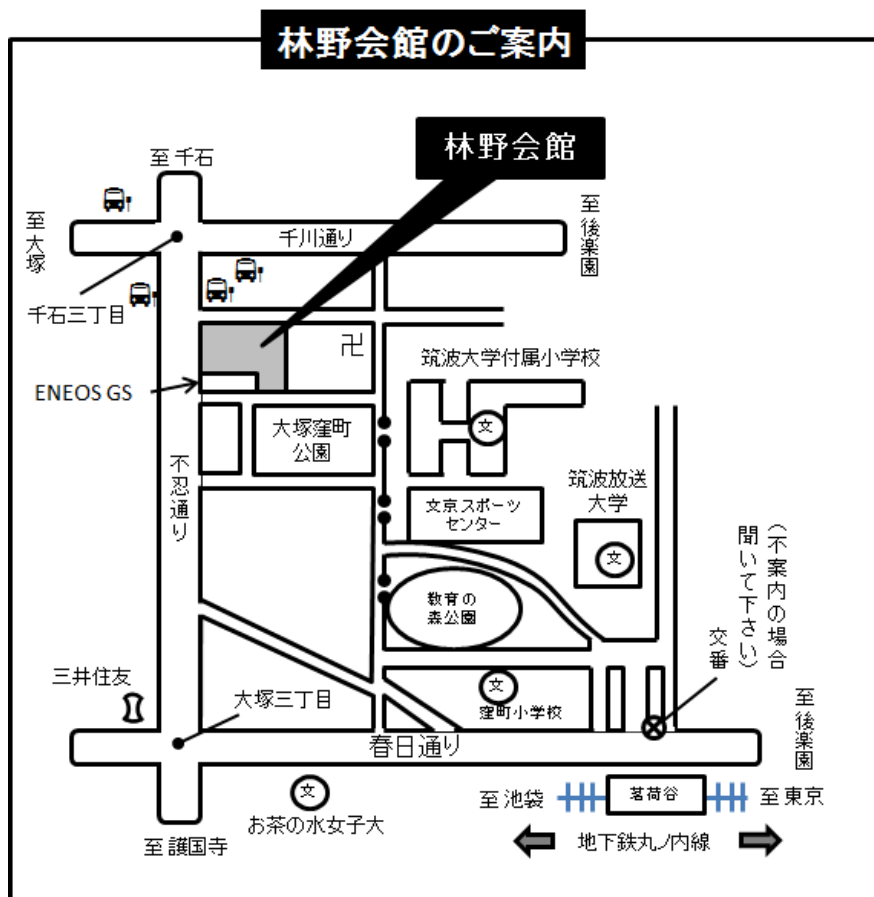 林野会館のご案内
林野会館
至千石
至大塚
千川通り
至後楽園
千石三丁目
卍
筑波大学付属小学校
ENEOS GS
文
大塚窪町
公園
不忍通り
筑波放送
大学
文京スポーツ
センター
文
(不案内の場合
聞いて下さい)
交番
教育の
森公園
三井住友
大塚三丁目
文
窪町小学校
至後楽園
春日通り
文
お茶の水女子大
至池袋
茗荷谷
至東京
至護国寺
地下鉄丸ノ内線